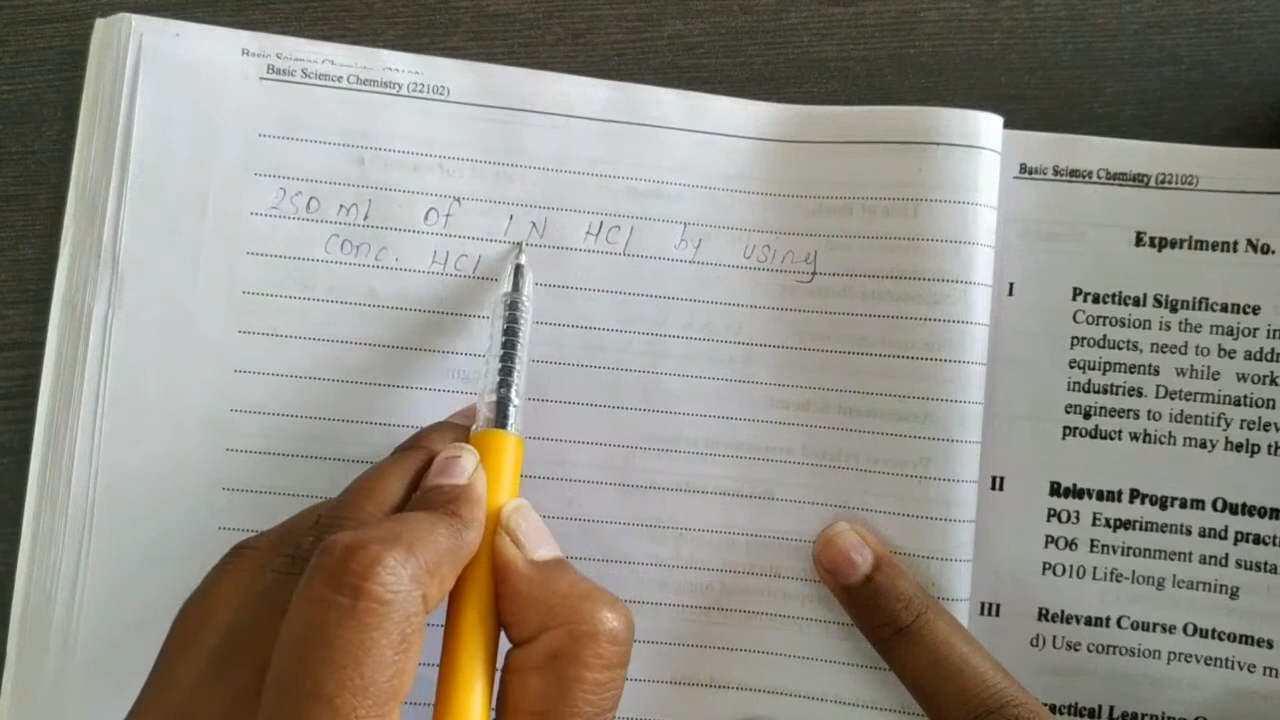 Basic Science Chemistry (22102)
250 ml of 1N HCl by using
conc. HCl
Basic Science Chemistry (22102)
Experiment No.
I Practical Significance
Corrosion is the major in
products, need to be addr
equipments while work
industries. Determination
engineers to identify relev
product which may help th
II Relevant Program Outcom
PO3 Experiments and practi
PO6 Environment and susta
PO10 Life-long learning
III Relevant Course Outcomes
d) Use corrosion preventive m
actical Learning O